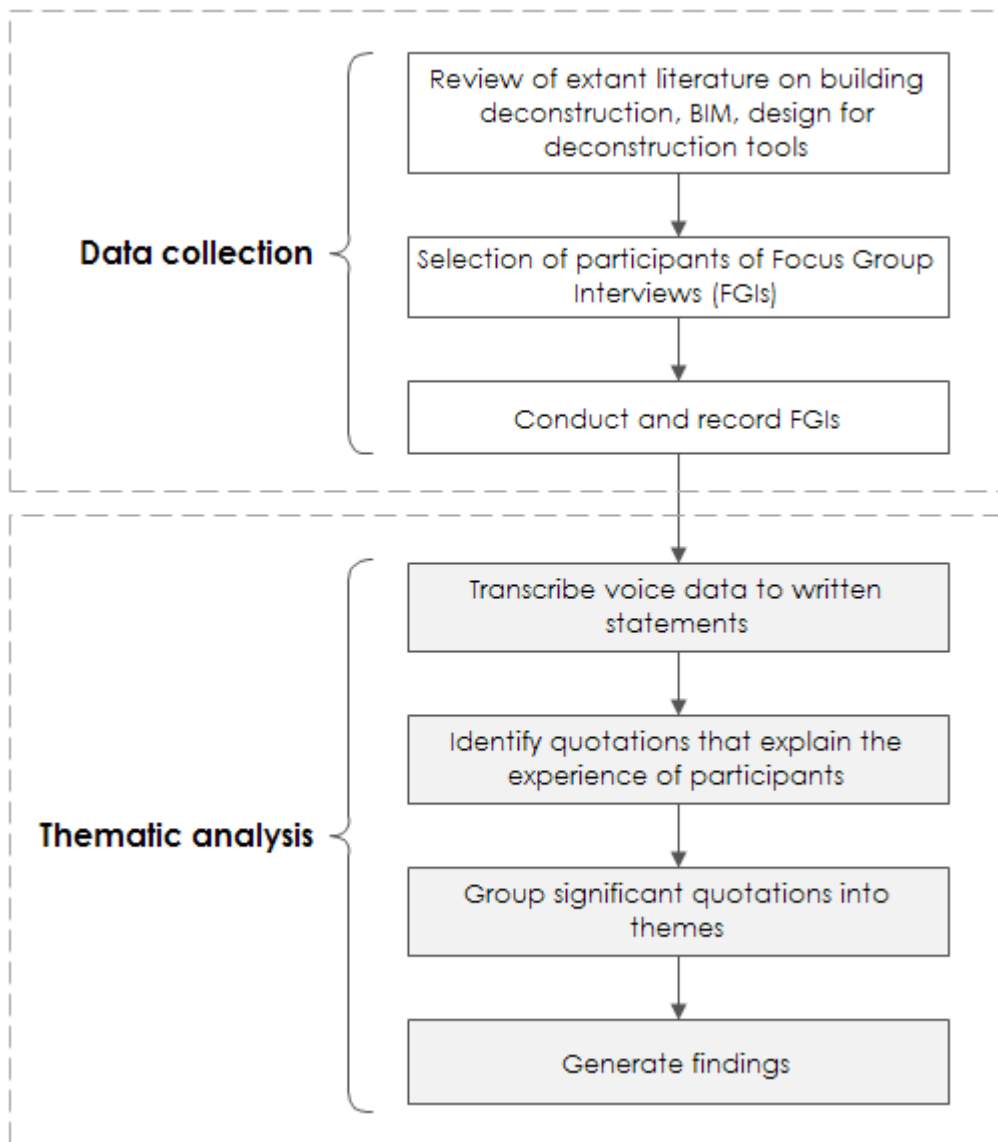 Review of extant literature on building
deconstruction, BIM, design for
deconstruction tools
Data collection
Selection of participants of Focus Group
Interviews (FGIs)
Conduct and record FGIs
Transcribe voice data to written
statements
Identify quotations that explain the
experience of participants
Thematic analysis
Group significant quotations into
themes
Generate findings